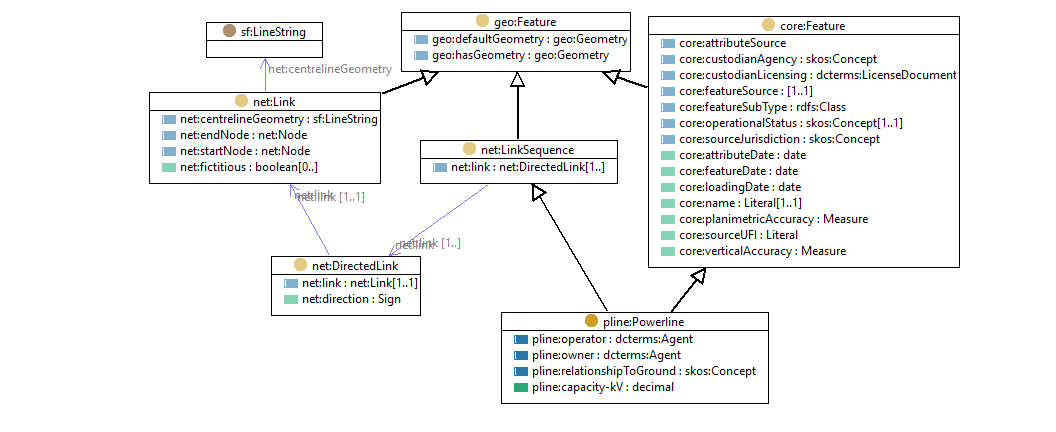 sf:LineString
net:centrelineGeometry
geo:Feature
geo:defaultGeometry : geo:Geometry
geo:hasGeometry : geo:Geometry
core:Feature
core:attributeSource
core:custodianAgency : skos:Concept
core:custodianLicensing : dcterms:LicenseDocument
core:featureSource : [1..1]
core:featureSubType : rdfs:Class
core:operationalStatus : skos:Concept[1..1]
core:sourceJurisdiction : skos:Concept
core:attributeDate : date
core:featureDate : date
core:loadingDate : date
core:name : Literal[1..1]
core:planimetricAccuracy : Measure
core:sourceUFI : Literal
core:verticalAccuracy : Measure
net:Link
net:centrelineGeometry : sf:LineString
net:endNode : net:Node
net:startNode : net:Node
net:fictitious : boolean[0..]
net:LinkSequence
net:link : net:DirectedLink[1..]
net:link
net:link [1..1]
net:link [1..]
net:link
net:DirectedLink
net:link : net:Link[1..1]
net:direction : Sign
pline:Powerline
pline:operator : dcterms:Agent
pline:owner : dcterms:Agent
pline:relationshipToGround : skos:Concept
pline:capacity-kV : decimal